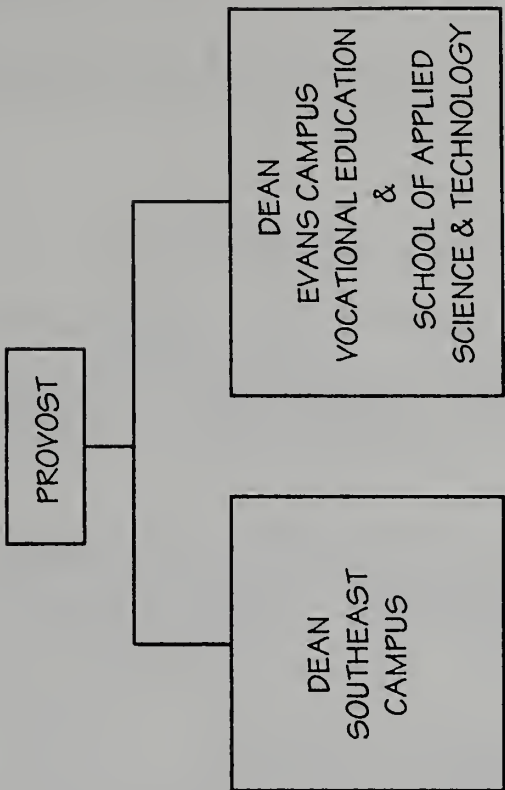 PROVOST
DEAN
SOUTHEAST
CAMPUS
DEAN
EVANS CAMPUS
VOCATIONAL EDUCATION
&
SCHOOL OF APPLIED
SCIENCE & TECHNOLOGY